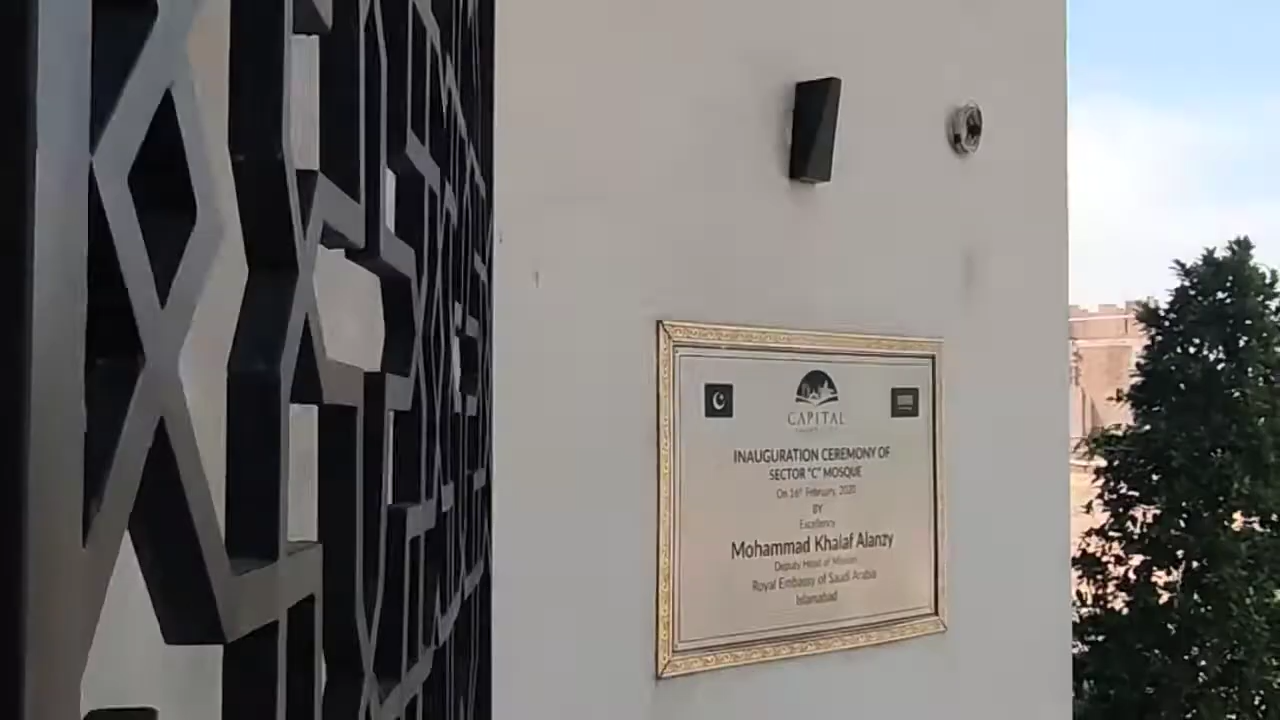 CAPITAL
INAUGURATION CEREMONY OF
SECTOR "C" MOSQUE
On 16th February, 2020
BY
Excellency
Mohammad Khalaf Alanzy
Deputy Head of Mission
Royal Embassy of Saudi Arabia
Islamabad